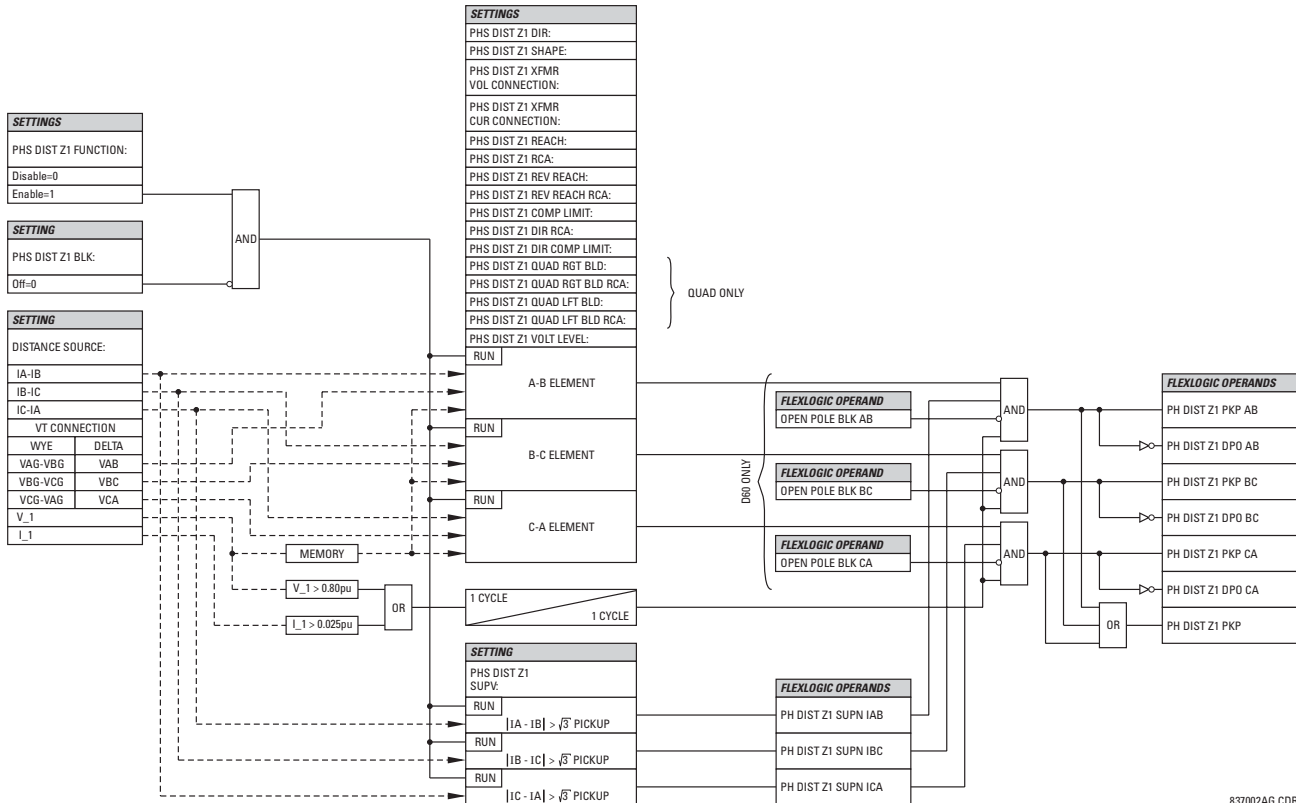 SETTINGS
PHS DIST Z1 FUNCTION:
Disable=0
Enable=1
SETTING
PHS DIST Z1 BLK:
Off=0
AND
SETTING
DISTANCE SOURCE:
IA-IB
IB-IC
IC-IA
VT CONNECTION
WYE DELTA
VAG-VBG VAB
VBG-VCG VBC
VCG-VAG VCA
V_1
I_1
MEMORY
V_1 > 0.80pu
I_1 > 0.025pu
OR
SETTINGS
PHS DIST Z1 DIR:
PHS DIST Z1 SHAPE:
PHS DIST Z1 XFMR
VOL CONNECTION:
PHS DIST Z1 XFMR
CUR CONNECTION:
PHS DIST Z1 REACH:
PHS DIST Z1 RCA:
PHS DIST Z1 REV REACH:
PHS DIST Z1 REV REACH RCA:
PHS DIST Z1 COMP LIMIT:
PHS DIST Z1 DIR RCA:
PHS DIST Z1 DIR COMP LIMIT:
PHS DIST Z1 QUAD RGT BLD:
PHS DIST Z1 QUAD RGT BLD RCA:
PHS DIST Z1 QUAD LFT BLD:
PHS DIST Z1 QUAD LFT BLD RCA:
PHS DIST Z1 VOLT LEVEL:
QUAD ONLY
RUN
A-B ELEMENT
RUN
B-C ELEMENT
RUN
C-A ELEMENT
1 CYCLE
1 CYCLE
SETTING
PHS DIST Z1
SUPV:
RUN
|IA - IB| > √3 PICKUP
RUN
|IB - IC| > √3 PICKUP
RUN
|IC - IA| > √3 PICKUP
D60 ONLY
FLEXLOGIC OPERAND
OPEN POLE BLK AB
FLEXLOGIC OPERAND
OPEN POLE BLK BC
FLEXLOGIC OPERAND
OPEN POLE BLK CA
FLEXLOGIC OPERANDS
PH DIST Z1 SUPN IAB
PH DIST Z1 SUPN IBC
PH DIST Z1 SUPN ICA
AND
AND
AND
OR
FLEXLOGIC OPERANDS
PH DIST Z1 PKP AB
PH DIST Z1 DPO AB
PH DIST Z1 PKP BC
PH DIST Z1 DPO BC
PH DIST Z1 PKP CA
PH DIST Z1 DPO CA
PH DIST Z1 PKP
837002AG.CDR